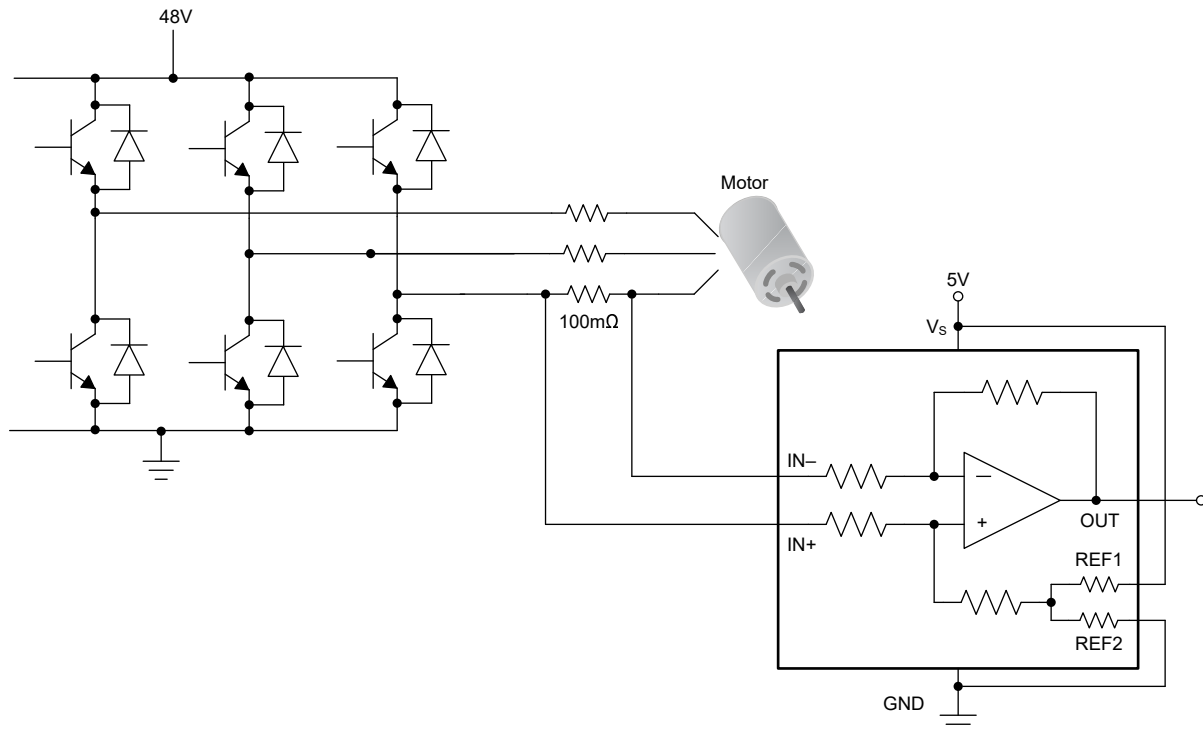 48V
Motor
100mΩ
5V
VS
IN–
IN+
–
+
OUT
REF1
REF2
GND